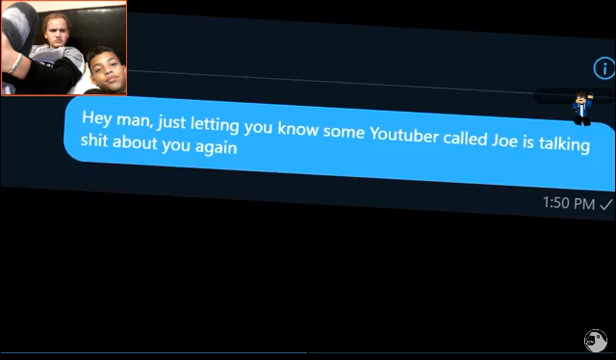 Hey man, just letting you know some Youtuber called Joe is talking
shit about you again
1:50 PM